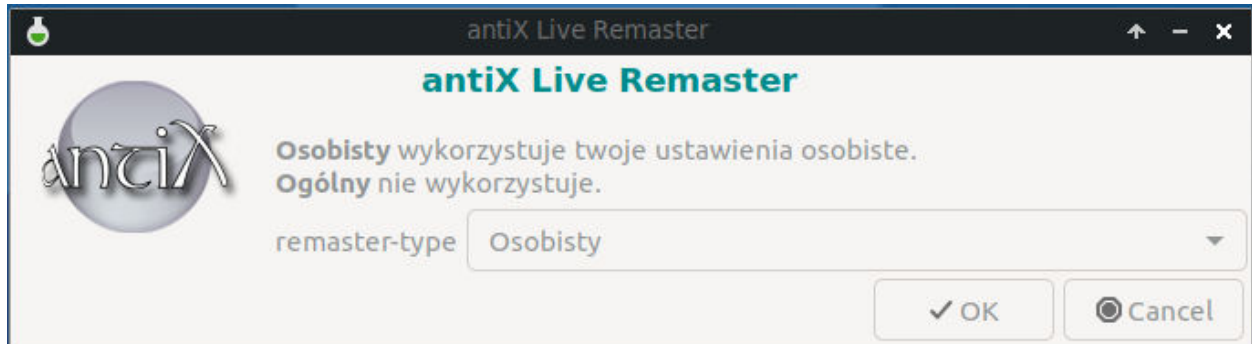 antiX Live Remaster
antiX Live Remaster
antiX
Osobisty wykorzystuje twoje ustawienia osobiste.
Ogólny nie wykorzystuje.
remaster-type Osobisty
OK Cancel